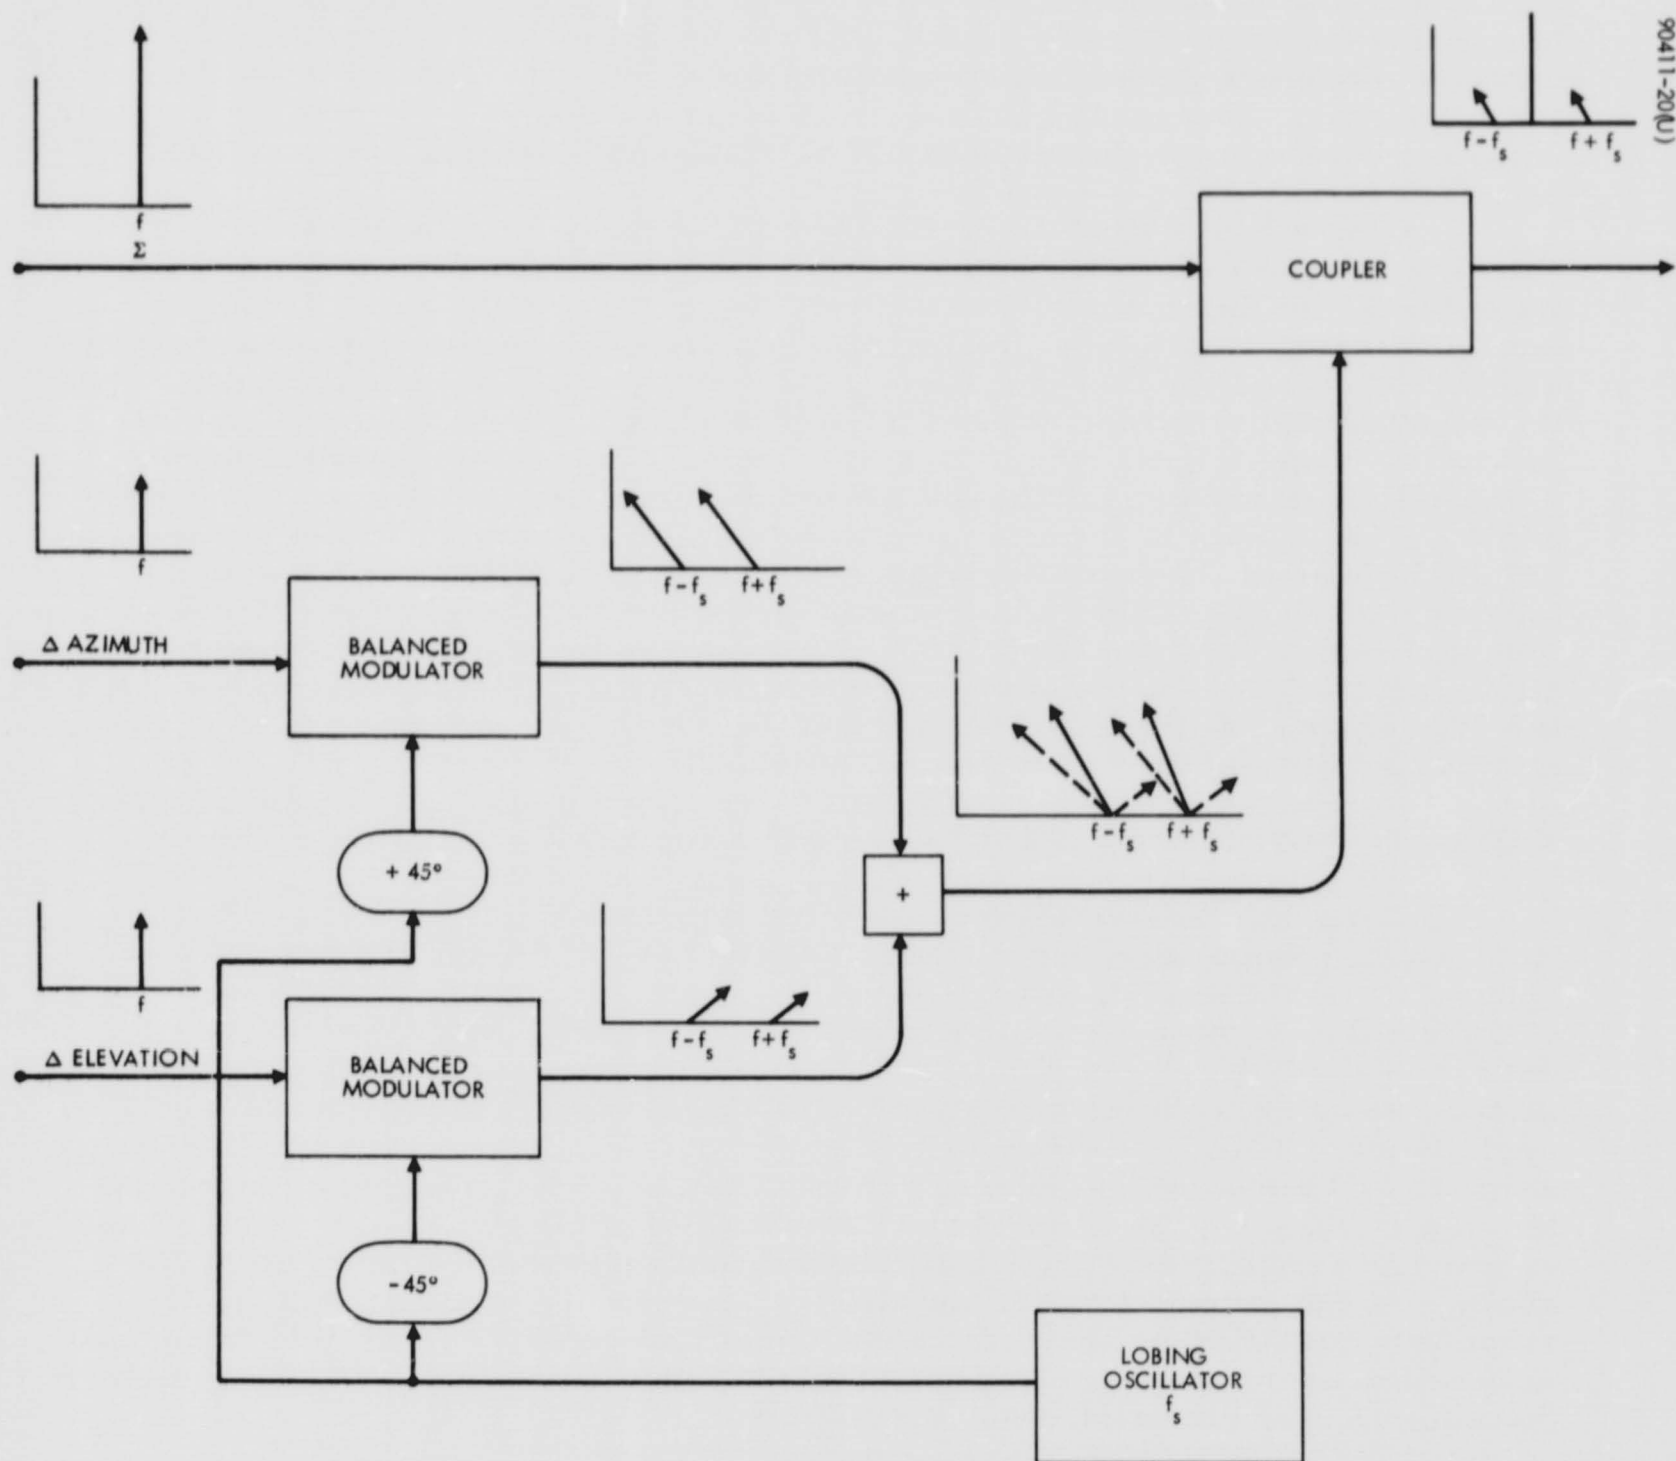 90411-20(U)
f - fs
f + fs
f
Σ
COUPLER
f
f - fs
f + fs
Δ AZIMUTH
BALANCED
MODULATOR
f - fs
f + fs
+ 45°
+
f
f - fs
f + fs
Δ ELEVATION
BALANCED
MODULATOR
- 45°
LOBING
OSCILLATOR
fs